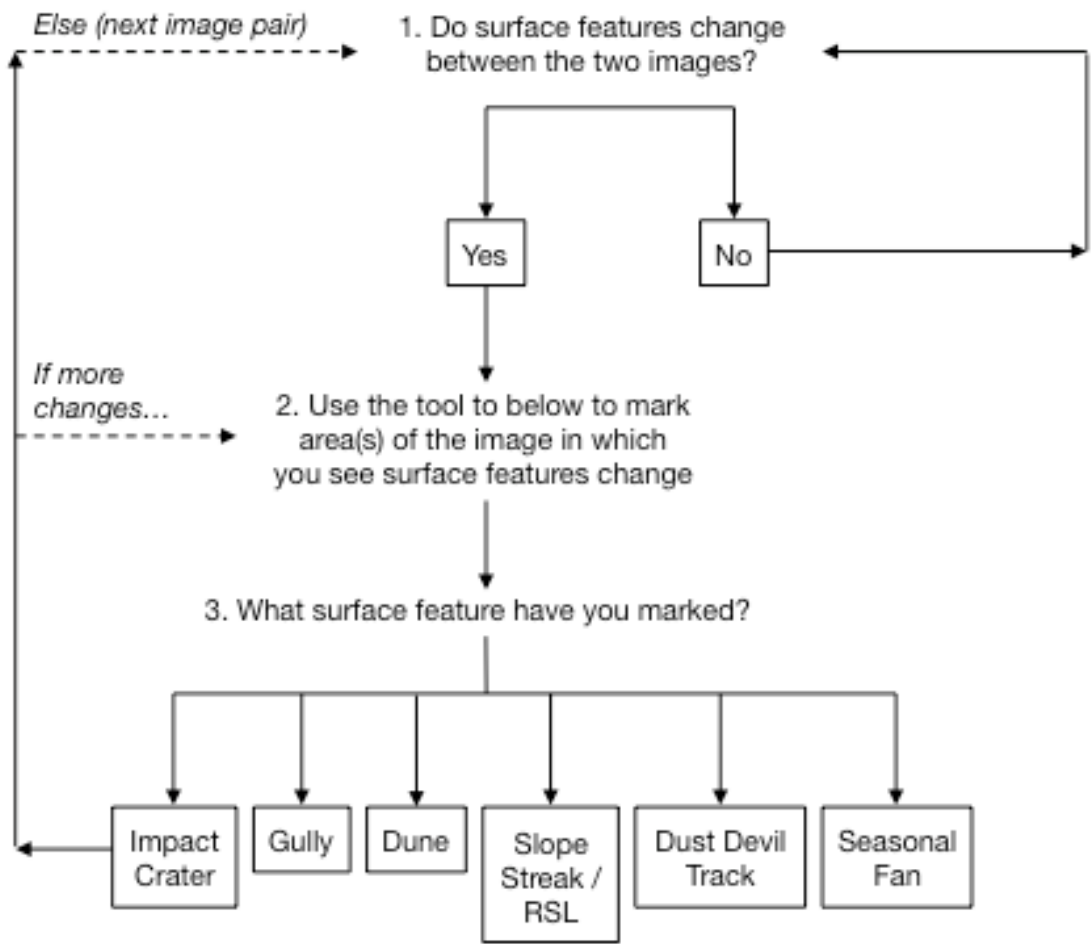 Else (next image pair)
1. Do surface features change
between the two images?
Yes
No
If more
changes...
2. Use the tool to below to mark
area(s) of the image in which
you see surface features change
3. What surface feature have you marked?
Impact
Crater
Gully
Dune
Slope
Streak /
RSL
Dust Devil
Track
Seasonal
Fan